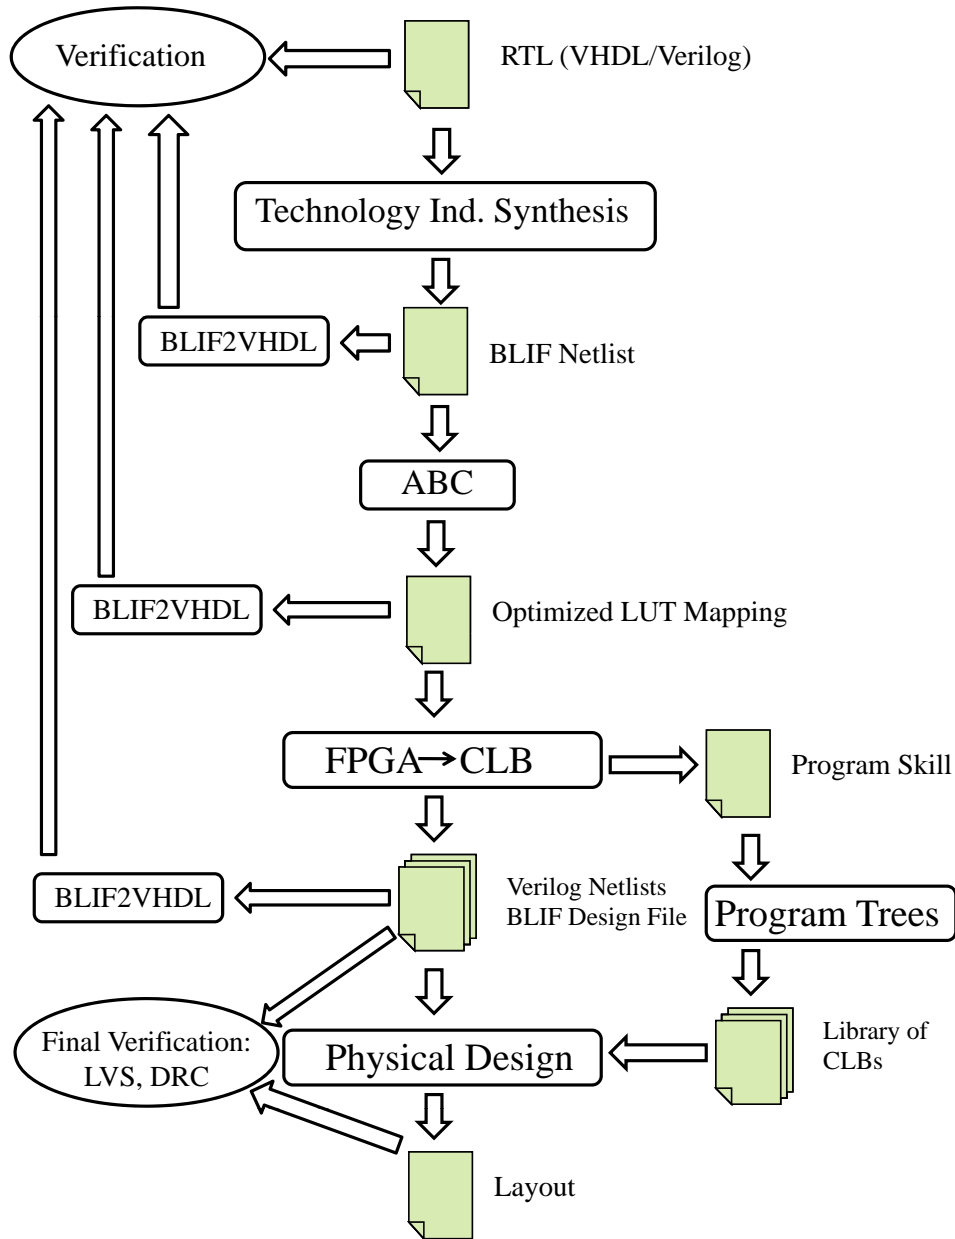 Verification
RTL (VHDL/Verilog)
Technology Ind. Synthesis
BLIF2VHDL
BLIF Netlist
ABC
BLIF2VHDL
Optimized LUT Mapping
FPGA→CLB
Program Skill
BLIF2VHDL
Verilog Netlists
BLIF Design File
Program Trees
Final Verification:
LVS, DRC
Physical Design
Library of
CLBs
Layout